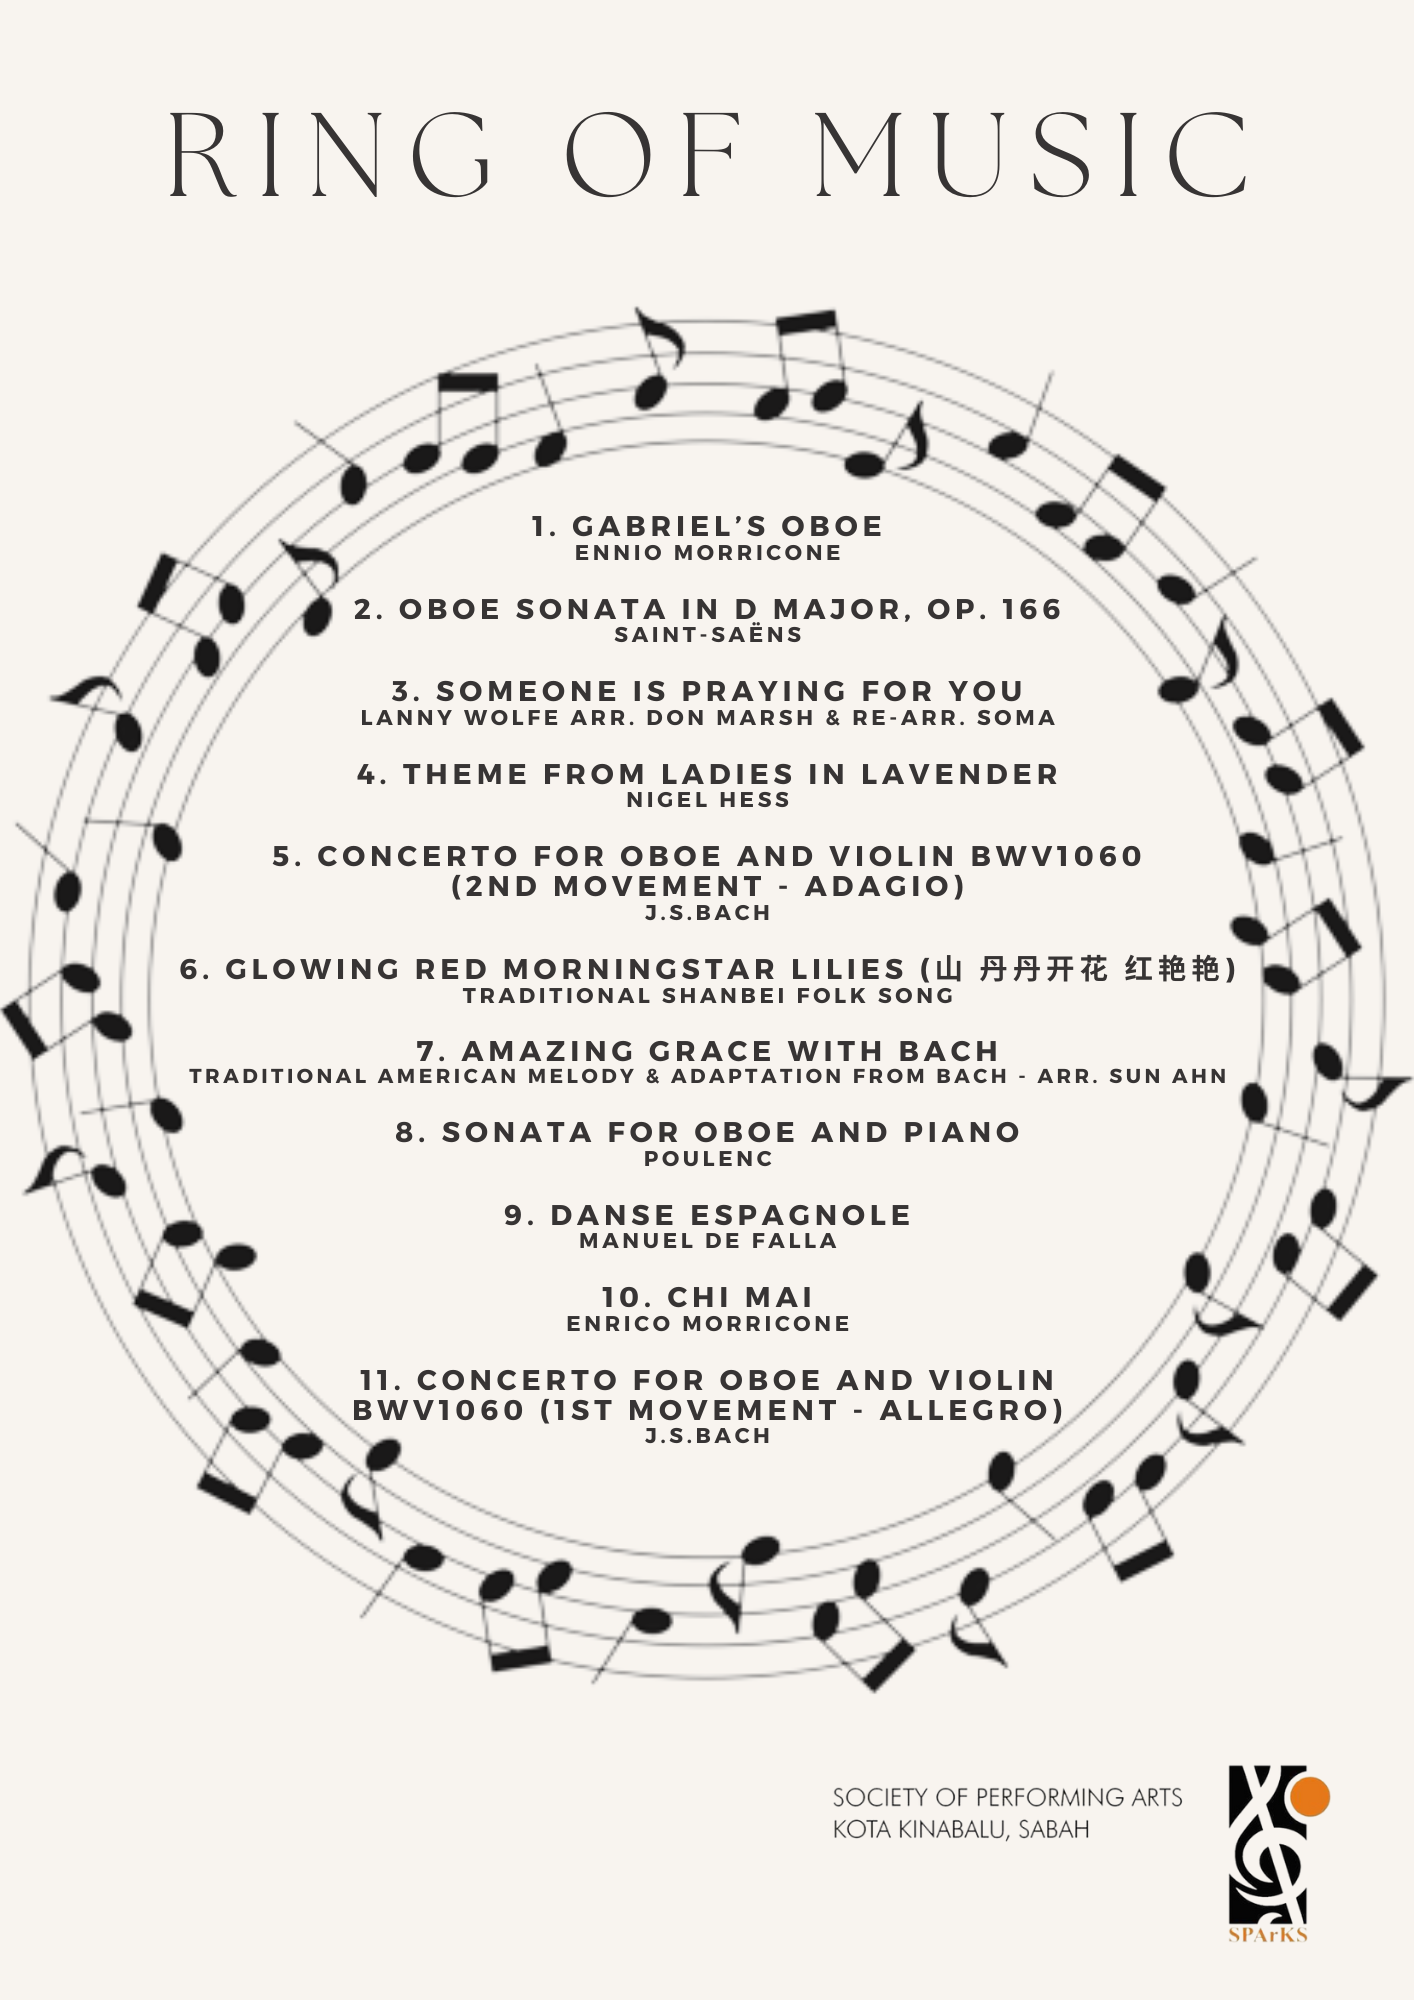 RING OF MUSIC
1. GABRIEL’S OBOE
ENNIO MORRICONE
2. OBOE SONATA IN D MAJOR, OP. 166
SAINT-SAËNS
3. SOMEONE IS PRAYING FOR YOU
LANNY WOLFE ARR. DON MARSH & RE-ARR. SOMA
4. THEME FROM LADIES IN LAVENDER
NIGEL HESS
5. CONCERTO FOR OBOE AND VIOLIN BWV1060
(2ND MOVEMENT - ADAGIO)
J.S.BACH
6. GLOWING RED MORNINGSTAR LILIES (山 丹丹开花 红艳艳)
TRADITIONAL SHANBEI FOLK SONG
7. AMAZING GRACE WITH BACH
TRADITIONAL AMERICAN MELODY & ADAPTATION FROM BACH - ARR. SUN AHN
8. SONATA FOR OBOE AND PIANO
POULENC
9. DANSE ESPAGNOLE
MANUEL DE FALLA
10. CHI MAI
ENRICO MORRICONE
11. CONCERTO FOR OBOE AND VIOLIN
BWV1060 (1ST MOVEMENT - ALLEGRO)
J.S.BACH
SOCIETY OF PERFORMING ARTS
KOTA KINABALU, SABAH
SPArKS